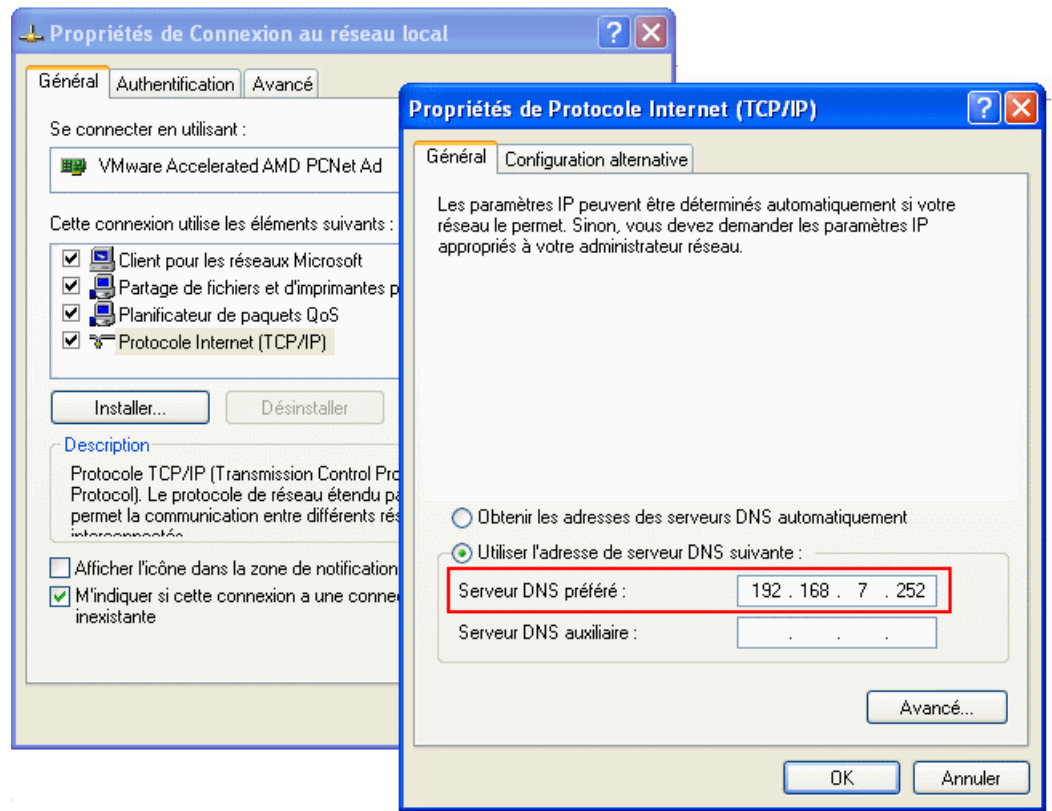 Propriétés de Connexion au réseau local
Général Authentification Avancé
Se connecter en utilisant :
VMware Accelerated AMD PCNet Ad
Cette connexion utilise les éléments suivants :
Client pour les réseaux Microsoft
Partage de fichiers et d'imprimantes p
Planificateur de paquets QoS
Protocole Internet (TCP/IP)
Installer... Désinstaller
Description
Protocole TCP/IP (Transmission Control Pro
Protocol). Le protocole de réseau étendu pa
permet la communication entre différents rés
interconnectés.
Afficher l'icône dans la zone de notification
M'indiquer si cette connexion a une conne
inexistante
Propriétés de Protocole Internet (TCP/IP)
Général Configuration alternative
Les paramètres IP peuvent être déterminés automatiquement si votre
réseau le permet. Sinon, vous devez demander les paramètres IP
appropriés à votre administrateur réseau.
Obtenir les adresses des serveurs DNS automatiquement
Utiliser l'adresse de serveur DNS suivante :
Serveur DNS préféré : 192 . 168 . 7 . 252
Serveur DNS auxiliaire : . . .
Avancé...
OK Annuler